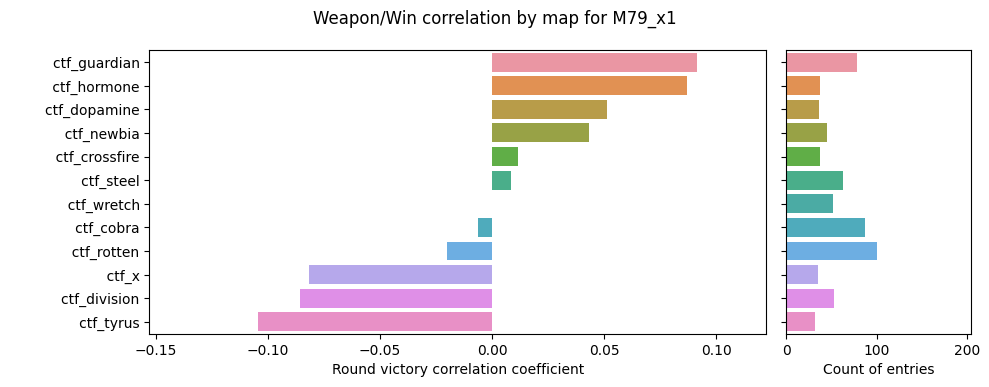 Weapon/Win correlation by map for M79_x1
ctf_guardian
ctf_hormone
ctf_dopamine
ctf_newbia
ctf_crossfire
ctf_steel
ctf_wretch
ctf_cobra
ctf_rotten
ctf_x
ctf_division
ctf_tyrus
−0.15 −0.10 −0.05 0.00 0.05 0.10
0 100 200
Round victory correlation coefficient
Count of entries